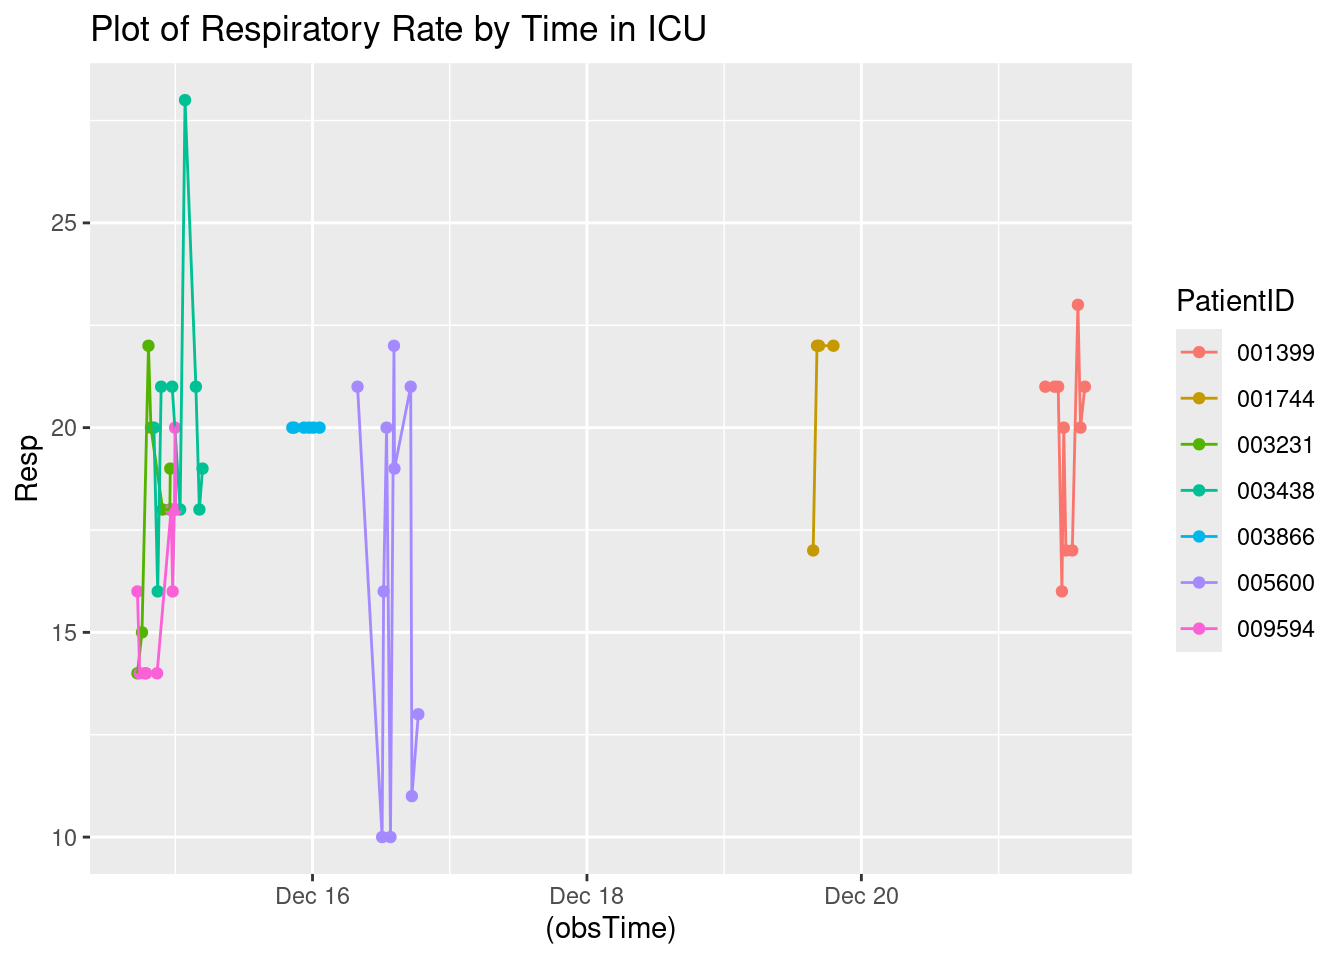 Plot of Respiratory Rate by Time in ICU
Resp
25
20
15
10
Dec 16 Dec 18 Dec 20
(obsTime)
PatientID
001399
001744
003231
003438
003866
005600
009594